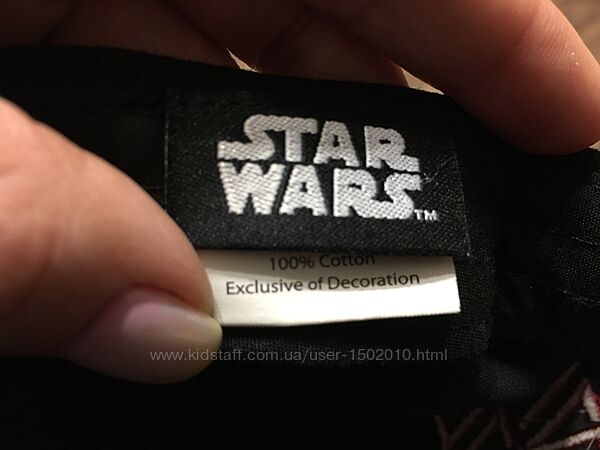 STAR
WARS™
100% Cotton
Exclusive of Decoration
www.kidstaff.com.ua/user-1502010.html